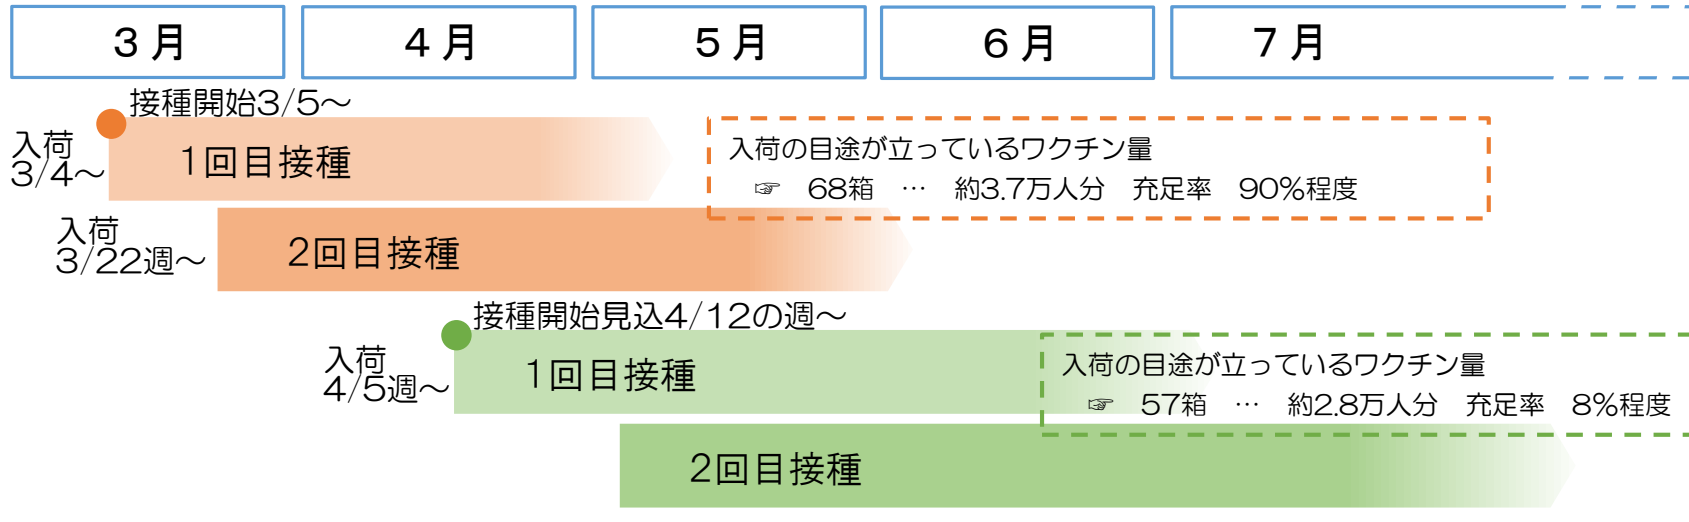 3月
4月
5月
6月
7月
接種開始3/5～
入荷
3/4～
1回目接種
入荷の目途が立っているワクチン量
☞ 68箱 … 約3.7万人分 充足率 90%程度
入荷
3/22週～
2回目接種
接種開始見込4/12の週～
入荷
4/5週～
1回目接種
入荷の目途が立っているワクチン量
☞ 57箱 … 約2.8万人分 充足率 8%程度
2回目接種